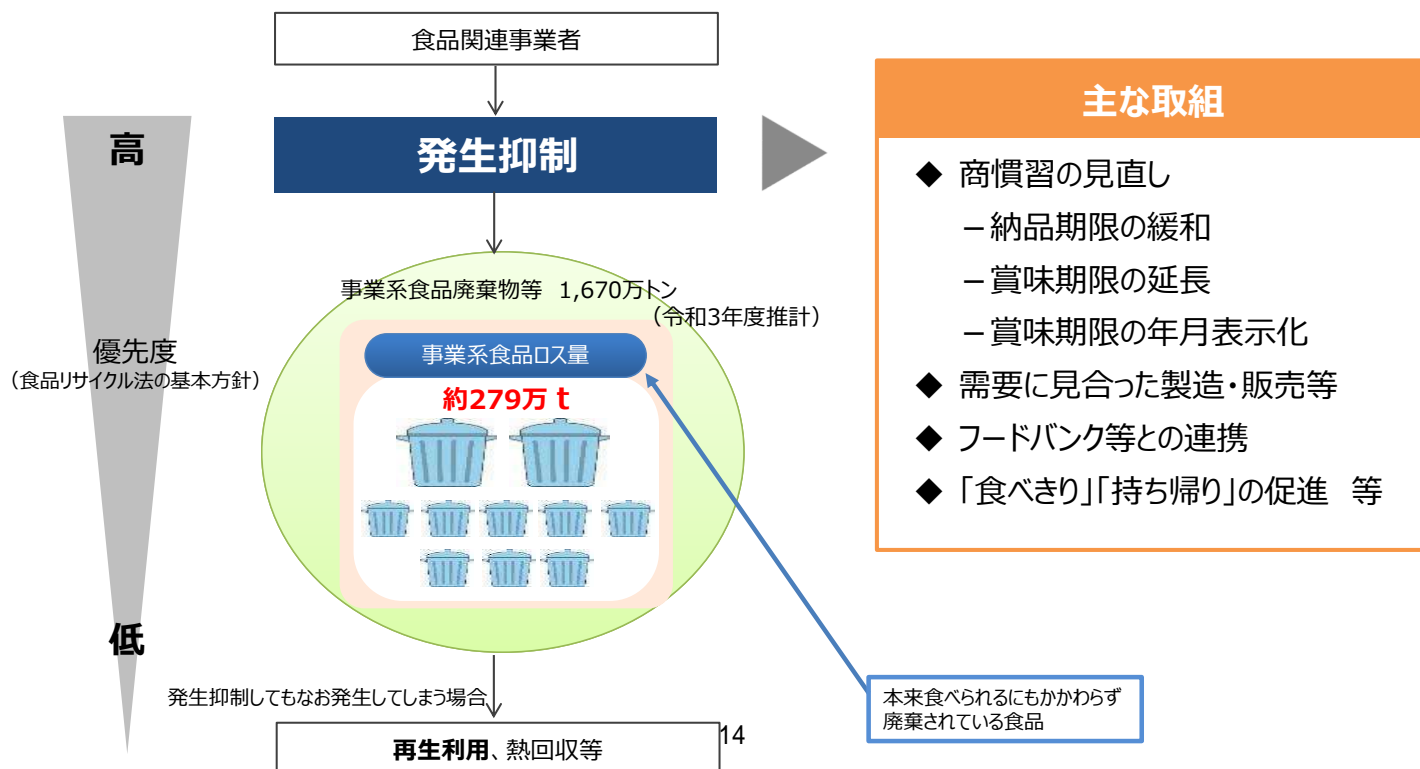 食品関連事業者
高
発生抑制
主な取組
◆ 商慣習の見直し
－納品期限の緩和
－賞味期限の延長
－賞味期限の年月表示化
◆ 需要に見合った製造・販売等
◆ フードバンク等との連携
◆ 「食べきり」「持ち帰り」の促進　等
事業系食品廃棄物等　1,670万トン
（令和3年度推計）
優先度
（食品リサイクル法の基本方針）
事業系食品ロス量
約279万ｔ
低
発生抑制してもなお発生してしまう場合
本来食べられるにもかかわらず
廃棄されている食品
再生利用、熱回収等
14